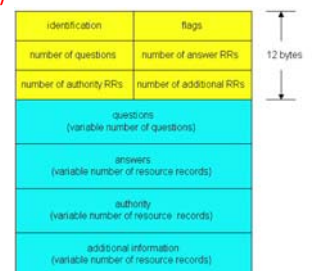 identification flags
number of questions number of answer RRs 12 bytes
number of authority RRs number of additional RRs
questions
(variable number of questions)
answers
(variable number of resource records)
authority
(variable number of resource records)
additional information
(variable number of resource records)